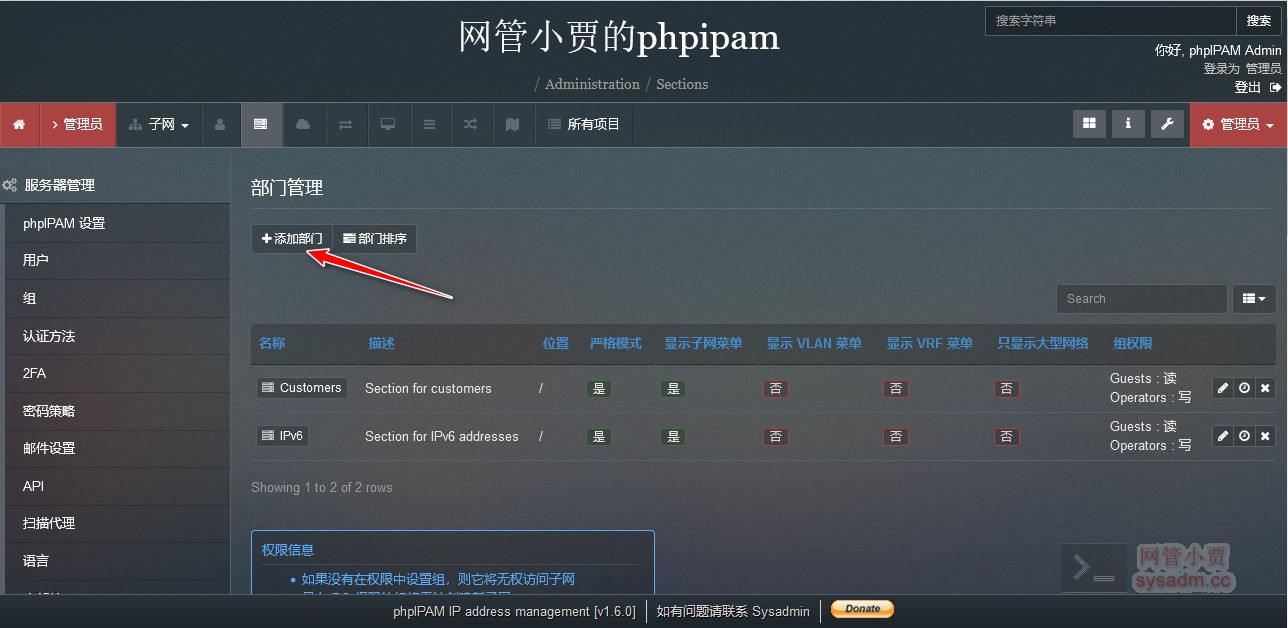 网管小贾的phpipam
/ Administration / Sections
搜索字符串 搜索
你好, phpIPAM Admin
登录为 管理员
登出
管理员 子网 所有项目 管理员
服务器管理
phpIPAM 设置
用户
组
认证方法
2FA
密码策略
邮件设置
API
扫描代理
语言
部门管理
添加部门 部门排序
Search
名称 描述 位置 严格模式 显示子网菜单 显示 VLAN 菜单 显示 VRF 菜单 只显示大型网络 组权限
Customers Section for customers / 是 是 否 否 否 Guests : 读
Operators : 写
IPv6 Section for IPv6 addresses / 是 是 否 否 否 Guests : 读
Operators : 写
Showing 1 to 2 of 2 rows
权限信息
• 如果没有在权限中设置组，则它将无权访问子网
网管小贾
sysadm.cc
phpIPAM IP address management [v1.6.0] 如有问题请联系 Sysadmin Donate